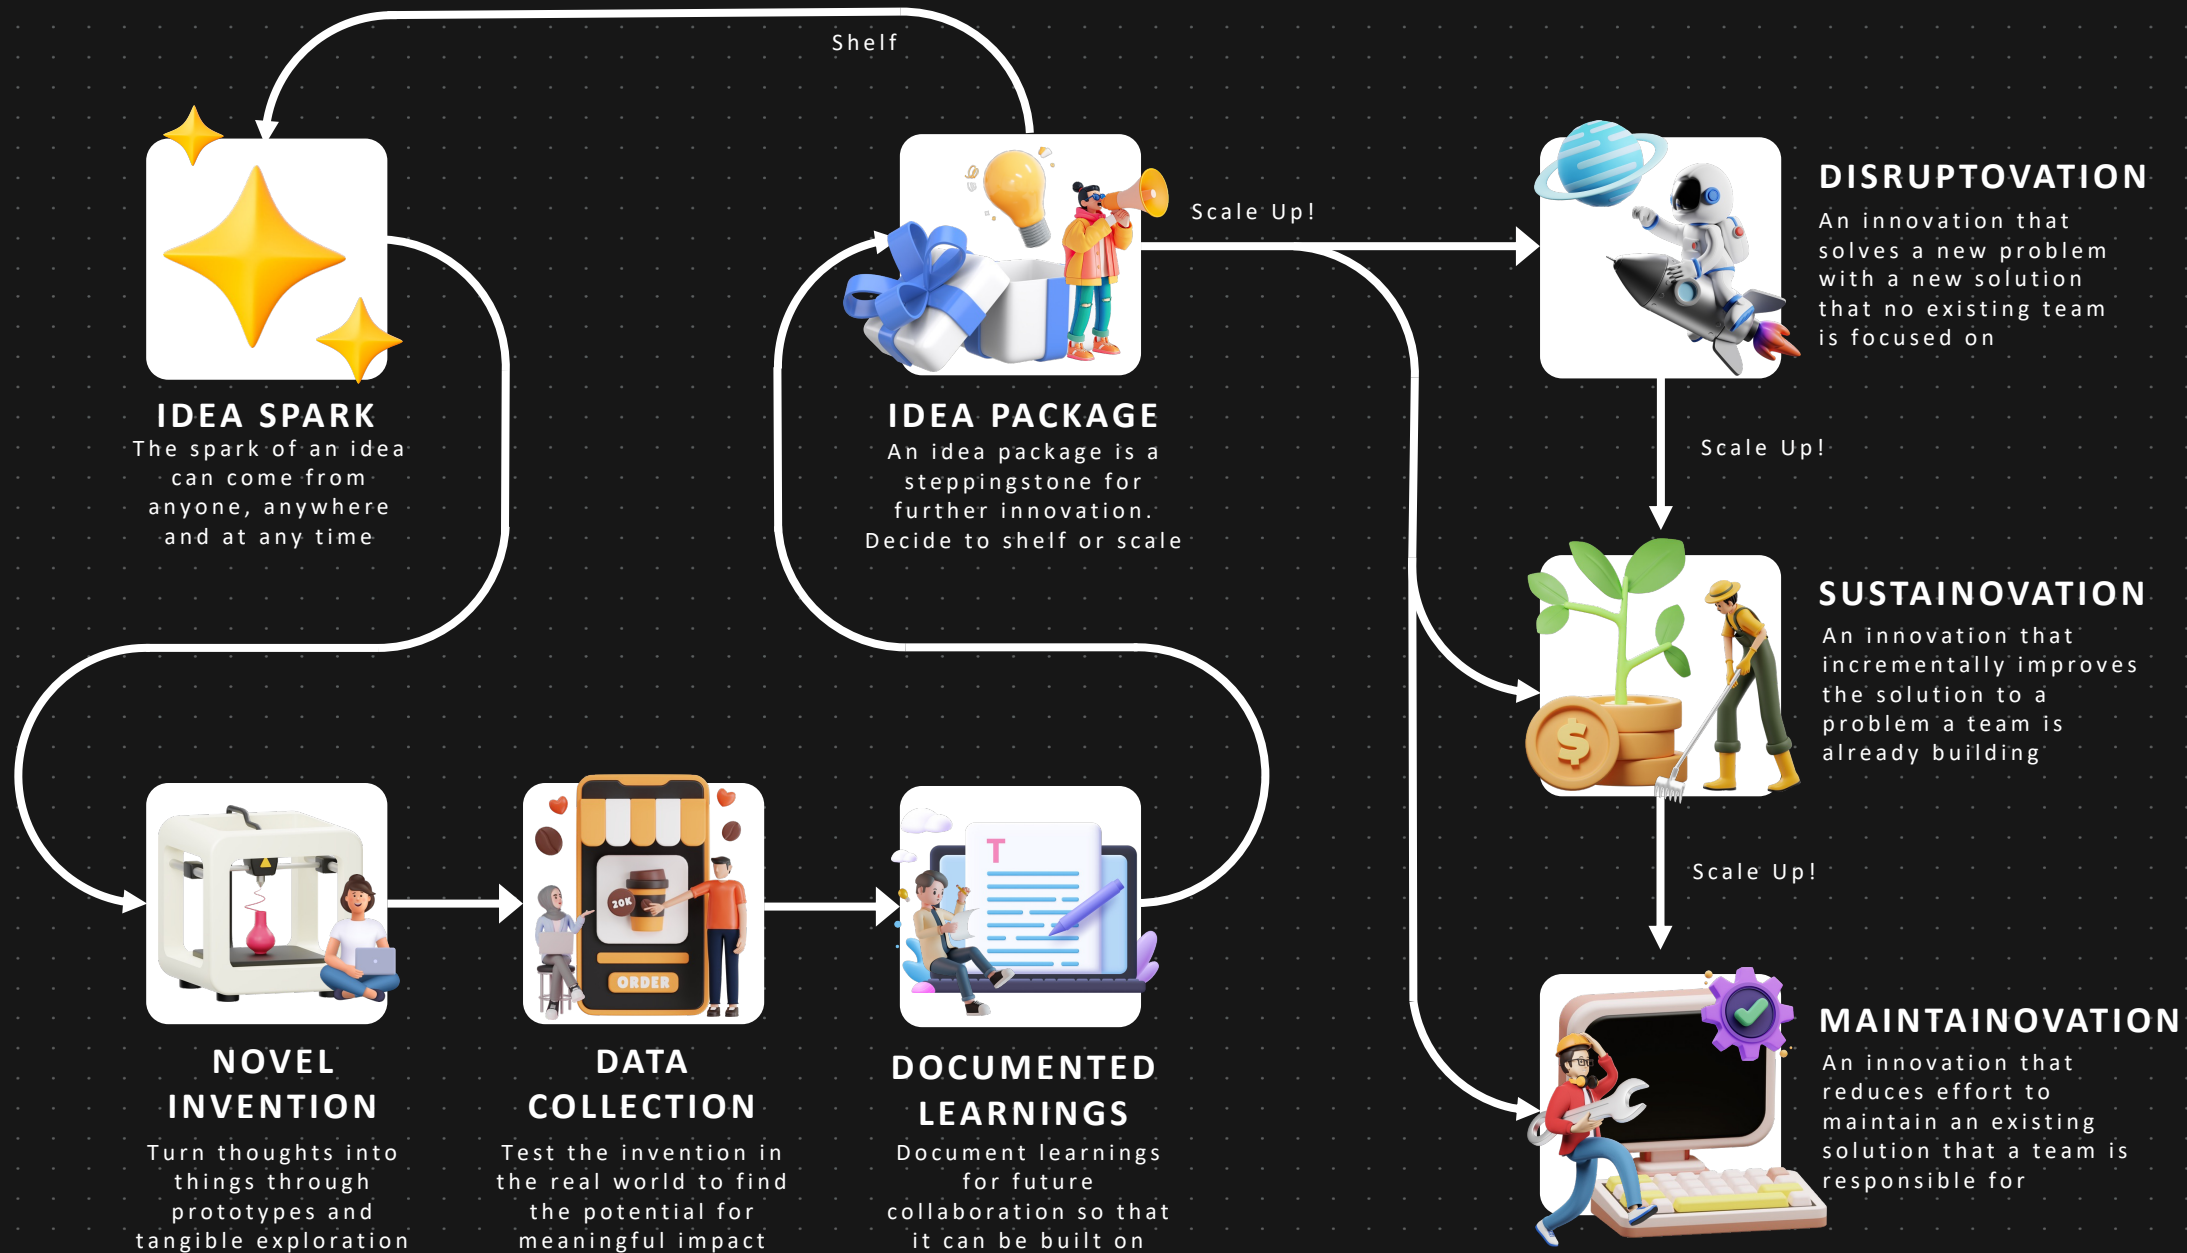 Shelf
IDEA SPARK
The spark of an idea
can come from
anyone, anywhere
and at any time
IDEA PACKAGE
An idea package is a
steppingstone for
further innovation.
Decide to shelf or scale
Scale Up!
DISRUPTOVATION
An innovation that
solves a new problem
with a new solution
that no existing team
is focused on
Scale Up!
SUSTAINOVATION
An innovation that
incrementally improves
the solution to a
problem a team is
already building
$
Scale Up!
MAINTAINOVATION
An innovation that
reduces effort to
maintain an existing
solution that a team is
responsible for
NOVEL
INVENTION
Turn thoughts into
things through
prototypes and
tangible exploration
20K
ORDER
DATA
COLLECTION
Test the invention in
the real world to find
the potential for
meaningful impact
T
DOCUMENTED
LEARNINGS
Document learnings
for future
collaboration so that
it can be built on